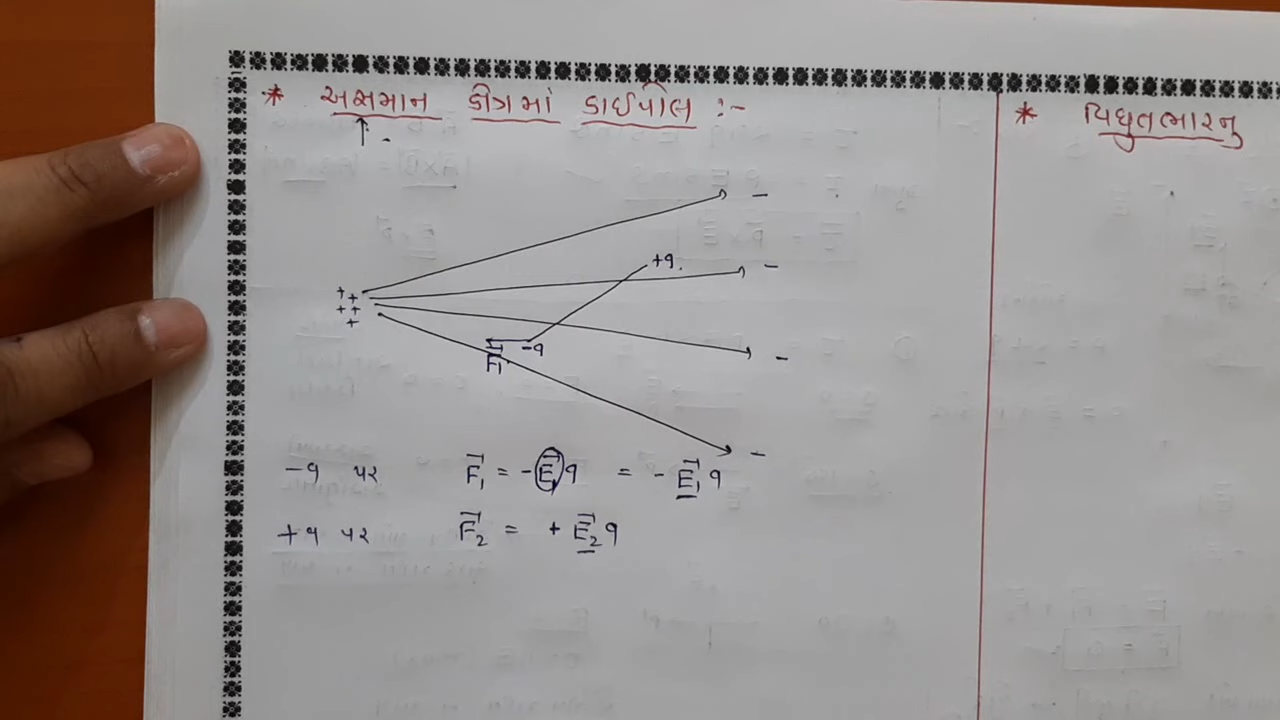 * અસમાન ક્ષેત્રમાં ડાઈપોલ :-
* વિધુતભારનુ
-
+q
-
+ +
+ +
+
-q
F₁
-
-
-q પર F₁ = -E₁q = -E₁q
+q પર F₂ = +E₂q